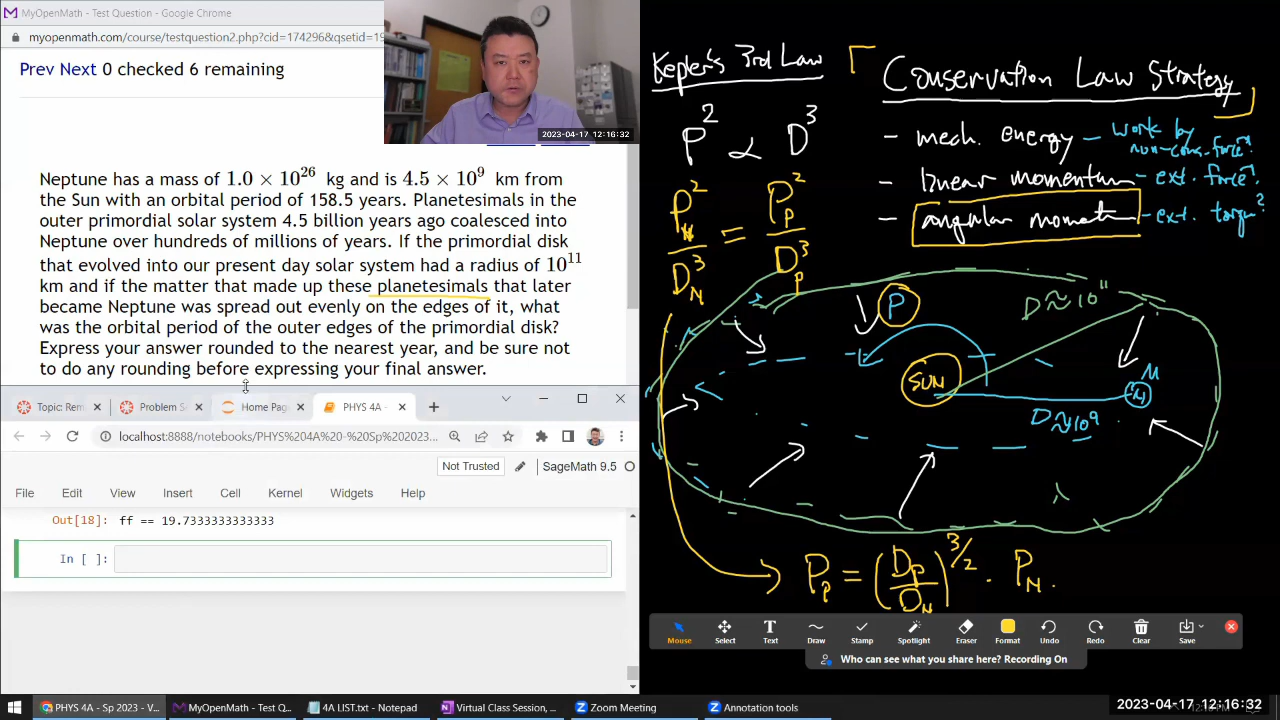 MyOpenMath - Test Question - Google Chrome
myopenmath.com/course/testquestion2.php?cid=174296&qsetid=19
Prev Next 0 checked 6 remaining
2023-04-17 12:16:32
Neptune has a mass of 1.0 × 10^26 kg and is 4.5 × 10^9 km from
the Sun with an orbital period of 158.5 years. Planetesimals in the
outer primordial solar system 4.5 billion years ago coalesced into
Neptune over hundreds of millions of years. If the primordial disk
that evolved into our present day solar system had a radius of 10^11
km and if the matter that made up these planetesimals that later
became Neptune was spread out evenly on the edges of it, what
was the orbital period of the outer edges of the primordial disk?
Express your answer rounded to the nearest year, and be sure not
to do any rounding before expressing your final answer.
Topic Rem
Problem Se
Home Page
PHYS 4A -
localhost:8888/notebooks/PHYS%204A%20-%20Sp%202023...
Not Trusted
SageMath 9.5
File Edit View Insert Cell Kernel Widgets Help
Out[18]: ff == 19.7333333333333
In [ ]:
Kepler's 3rd Law
P^2 ∝ D^3
P_N^2 / D_N^3 = P_P^2 / D_P^3
Conservation Law Strategy
- mech. energy - work by non-cons. force?
- linear momentum - ext. force?
- angular moment - ext. torque?
P
D ≈ 10^11
SUN
N
D ≈ 10^9
P_P = (D_P / D_N)^3/2 · P_N.
Mouse Select Text Draw Stamp Spotlight Eraser Format Undo Redo Clear Save
Who can see what you share here? Recording On
PHYS 4A - Sp 2023 - V...
MyOpenMath - Test Qu...
4A LIST.txt - Notepad
Virtual Class Session, ...
Zoom Meeting
Annotation tools
2023-04-17 12:16:32